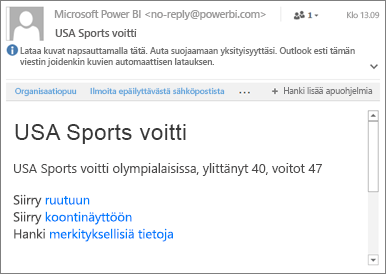 Microsoft Power BI <no-reply@powerbi.com>
1
Klo 13.09
USA Sports voitti
Lataa kuvat napsauttamalla tätä. Auta suojaamaan yksityisyyttäsi. Outlook esti tämän
viestin joidenkin kuvien automaattisen latauksen.
Organisaatiopuu Ilmoita epäilyttävästä sähköpostista ... + Hanki lisää apuohjelmia
USA Sports voitti
USA Sports voitti olympialaisissa, ylittänyt 40, voitot 47
Siirry ruutuun
Siirry koontinäyttöön
Hanki merkityksellisiä tietoja